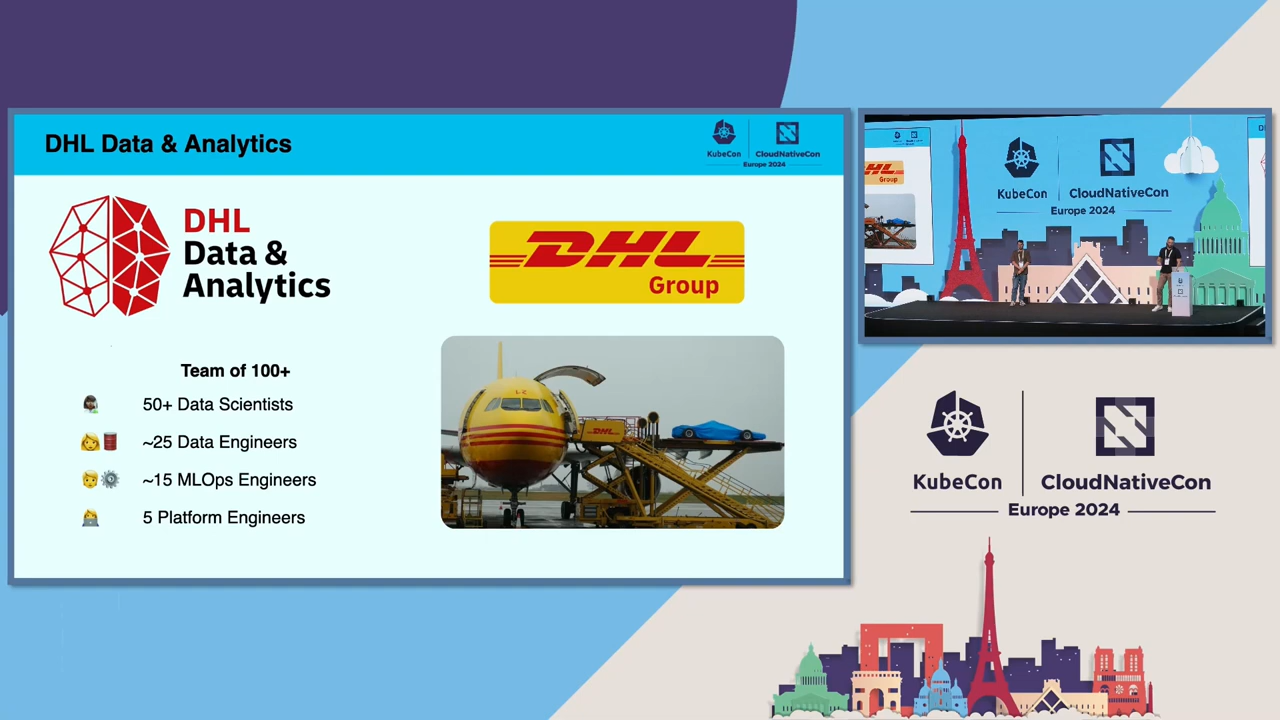 DHL Data & Analytics
KubeCon
CloudNativeCon
Europe 2024
DHL
Data &
Analytics
DHL
Group
Team of 100+
50+ Data Scientists
~25 Data Engineers
~15 MLOps Engineers
5 Platform Engineers
DHL
KubeCon
CloudNativeCon
Europe 2024
Group
KubeCon
CloudNativeCon
Europe 2024